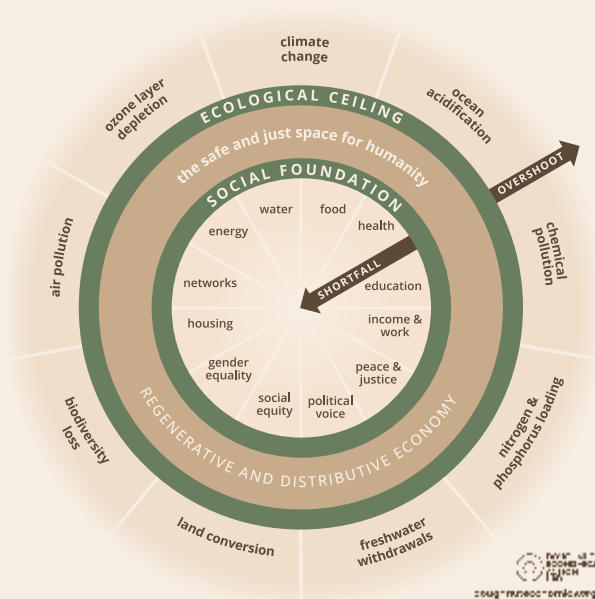 climate
change
ozone layer
depletion
ocean
acidification
ECOLOGICAL CEILING
the safe and just space for humanity
SOCIAL FOUNDATION
OVERSHOOT
water
food
energy
health
air pollution
chemical
pollution
SHORTFALL
networks
education
housing
income &
work
gender
equality
peace &
justice
social
equity
political
voice
biodiversity
loss
nitrogen &
phosphorus loading
REGENERATIVE AND DISTRIBUTIVE ECONOMY
land conversion
freshwater
withdrawals